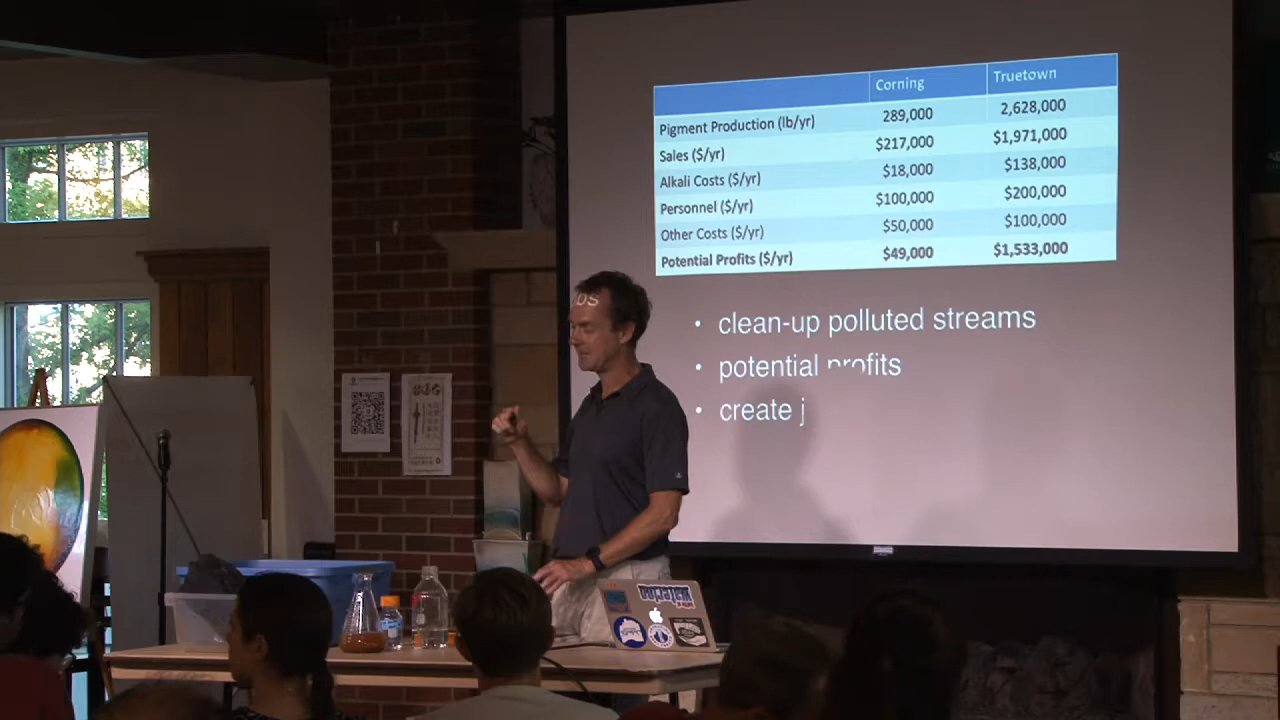 Corning Truetown
Pigment Production (lb/yr) 289,000 2,628,000
Sales ($/yr) $217,000 $1,971,000
Alkali Costs ($/yr) $18,000 $138,000
Personnel ($/yr) $100,000 $200,000
Other Costs ($/yr) $50,000 $100,000
Potential Profits ($/yr) $49,000 $1,533,000
• clean-up polluted streams
• potential profits
• create j
bs